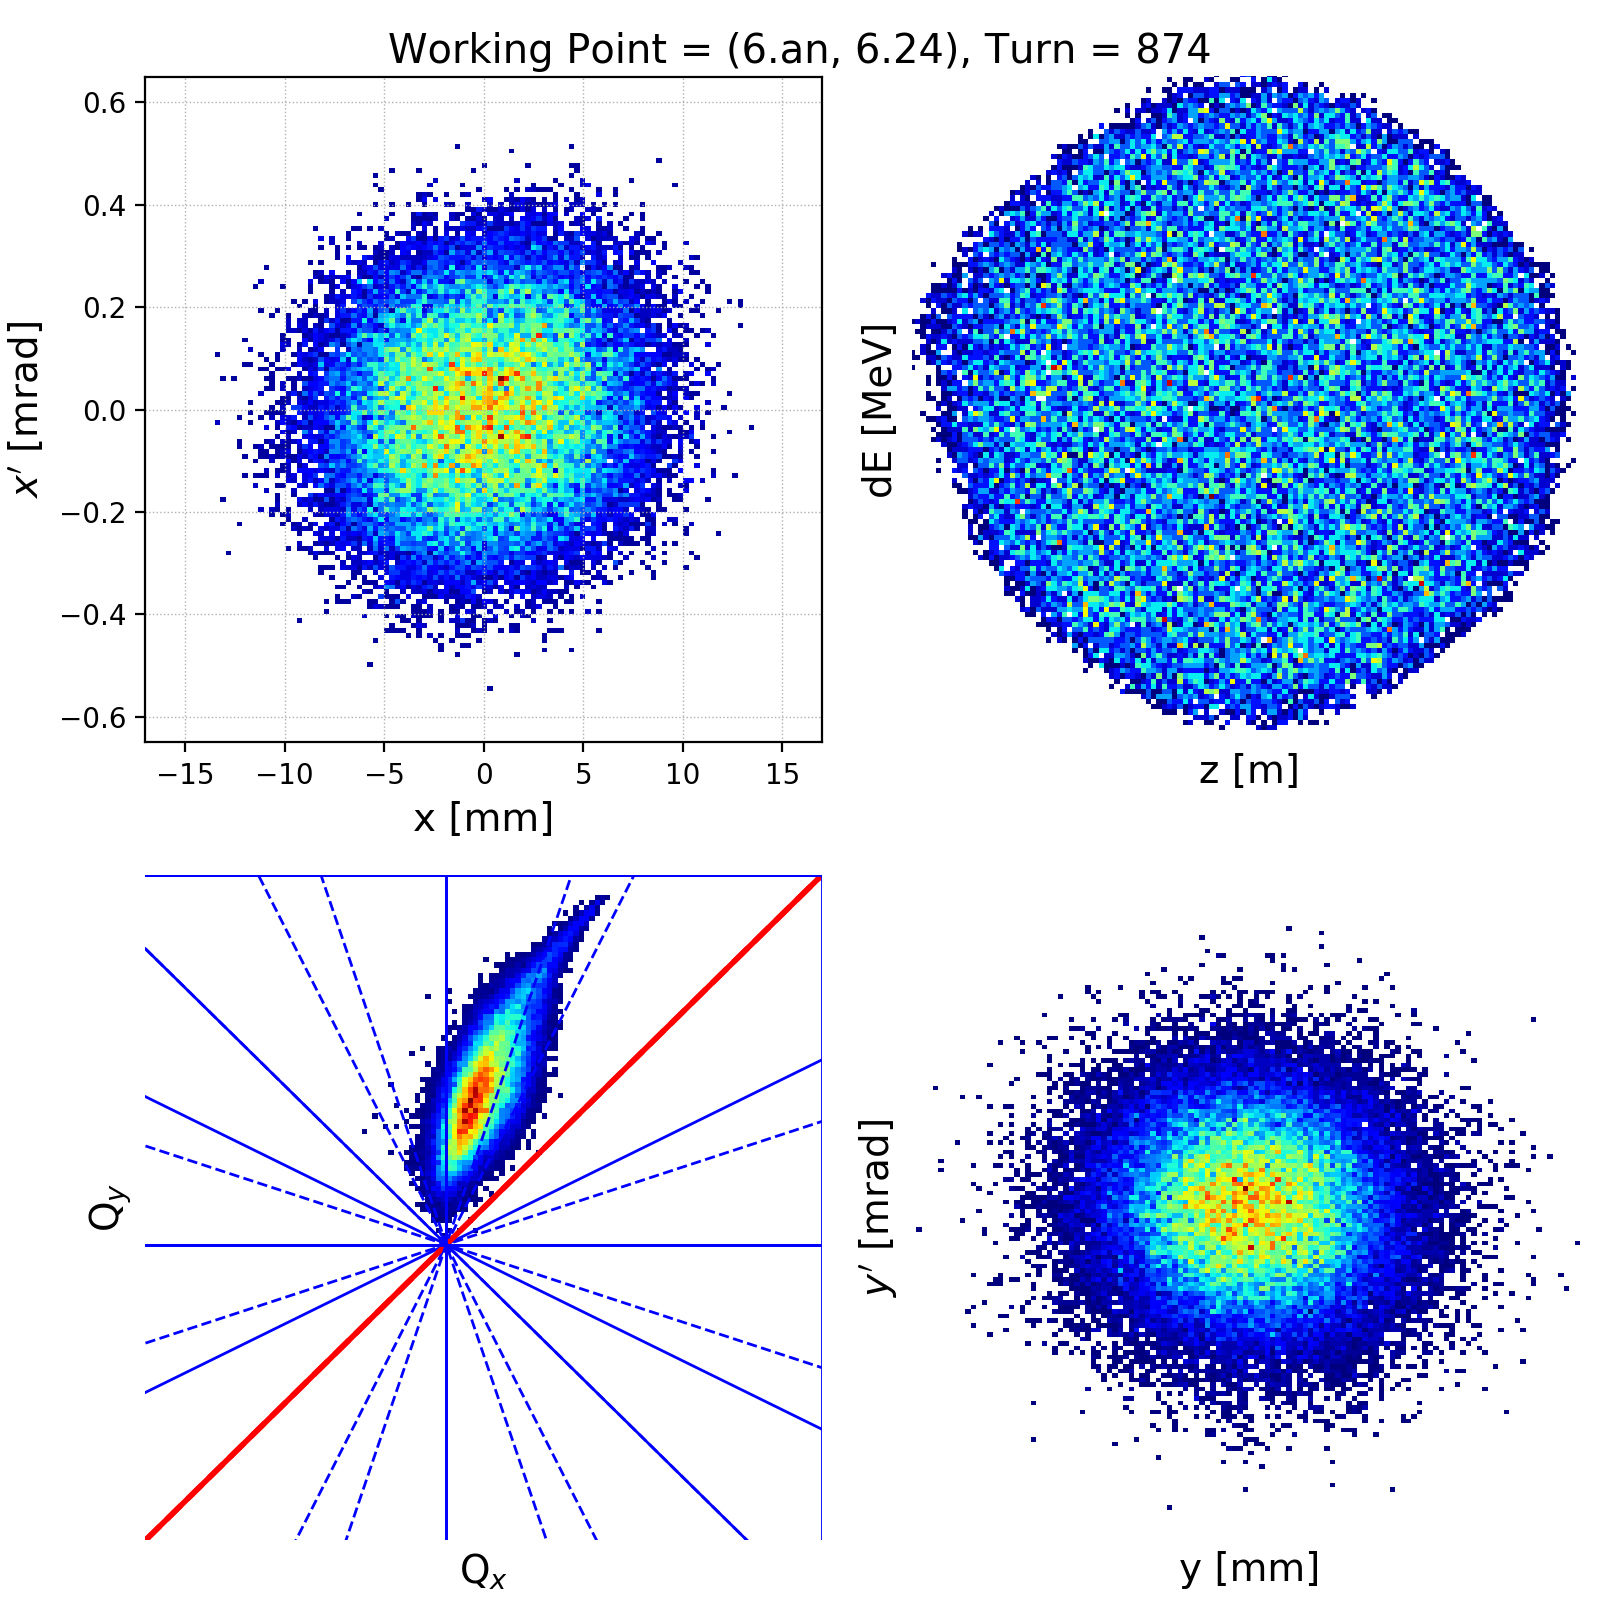 Working Point = (6.an, 6.24), Turn = 874
0.6
0.4
0.2
0.0
−0.2
−0.4
−0.6
x′ [mrad]
−15 −10 −5 0 5 10 15
x [mm]
dE [MeV]
z [m]
Qy
Qx
y′ [mrad]
y [mm]